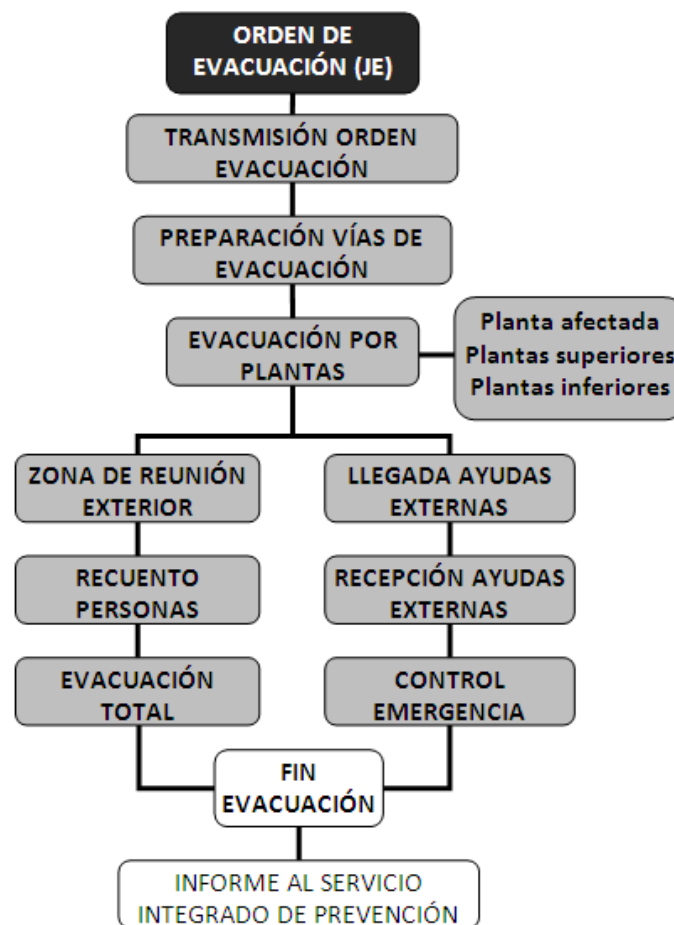 ORDEN DE
EVACUACIÓN (JE)
TRANSMISIÓN ORDEN
EVACUACIÓN
PREPARACIÓN VÍAS DE
EVACUACIÓN
EVACUACIÓN POR
PLANTAS
Planta afectada
Plantas superiores
Plantas inferiores
ZONA DE REUNIÓN
EXTERIOR
RECUENTO
PERSONAS
EVACUACIÓN
TOTAL
LLEGADA AYUDAS
EXTERNAS
RECEPCIÓN AYUDAS
EXTERNAS
CONTROL
EMERGENCIA
FIN
EVACUACIÓN
INFORME AL SERVICIO
INTEGRADO DE PREVENCIÓN